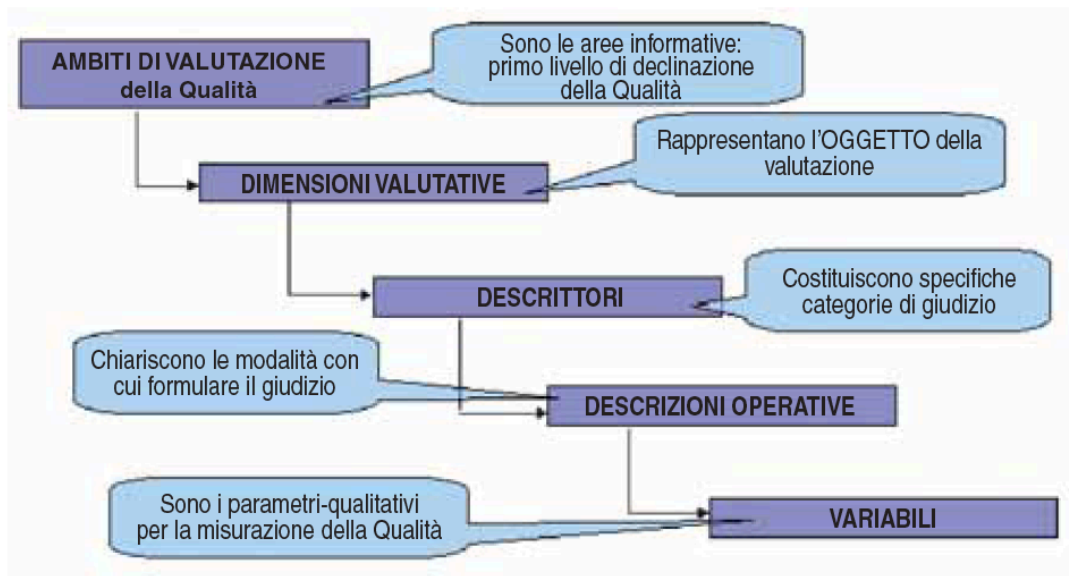 AMBITI DI VALUTAZIONE
della Qualità
Sono le aree informative:
primo livello di declinazione
della Qualità
Rappresentano l'OGGETTO della
valutazione
DIMENSIONI VALUTATIVE
Costituiscono specifiche
categorie di giudizio
DESCRITTORI
Chiariscono le modalità con
cui formulare il giudizio
DESCRIZIONI OPERATIVE
Sono i parametri-qualitativi
per la misurazione della Qualità
VARIABILI